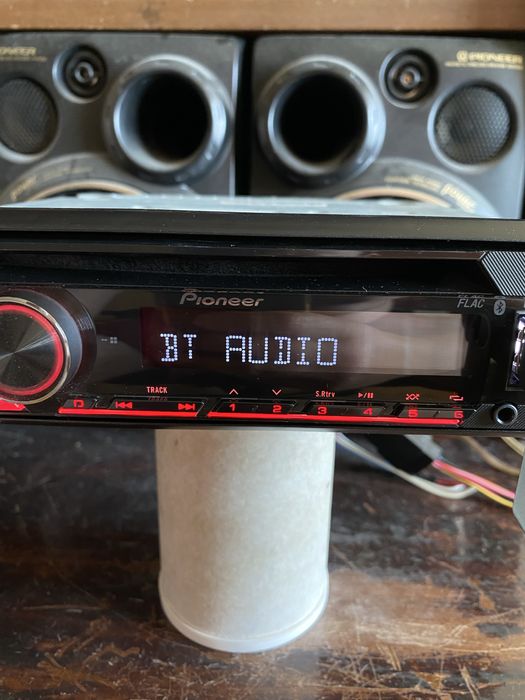 PIONEER
PIONEER
Pioneer
FLAC
BT AUDIO
TRACK
S.Rtrv
1 2 3 4 5 6